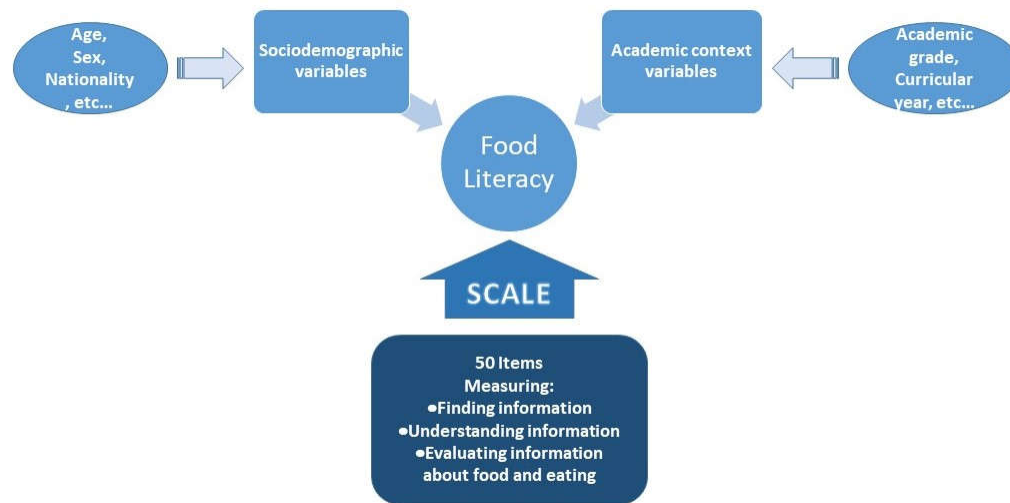 Age,
Sex,
Nationality
, etc...
Sociodemographic
variables
Academic context
variables
Academic
grade,
Curricular
year, etc...
Food
Literacy
SCALE
50 Items
Measuring:
•Finding information
•Understanding information
•Evaluating information
about food and eating